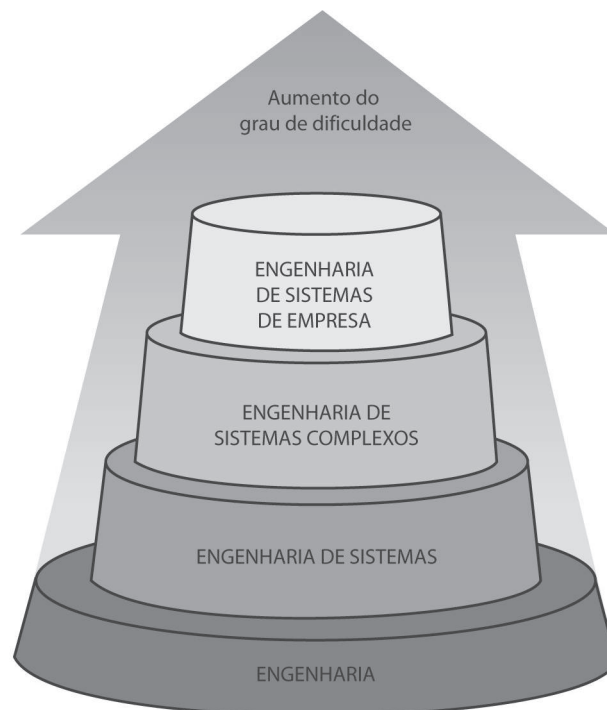 Aumento do
grau de dificuldade
ENGENHARIA
DE SISTEMAS
DE EMPRESA
ENGENHARIA DE
SISTEMAS COMPLEXOS
ENGENHARIA DE SISTEMAS
ENGENHARIA